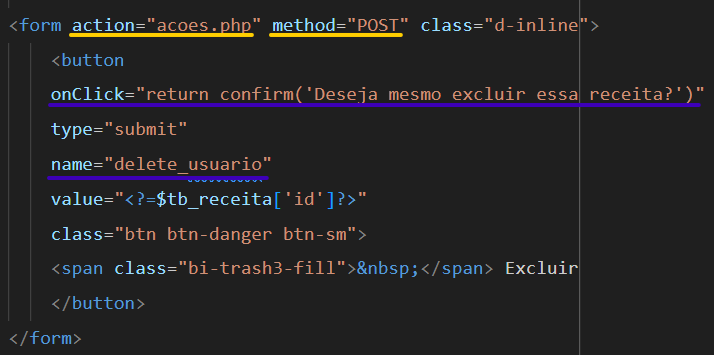 <form action="acoes.php" method="POST" class="d-inline">
<button
onClick="return confirm('Deseja mesmo excluir essa receita?')"
type="submit"
name="delete_usuario"
value="<?=$tb_receita['id']?>"
class="btn btn-danger btn-sm">
<span class="bi-trash3-fill">&nbsp;</span> Excluir
</button>
</form>